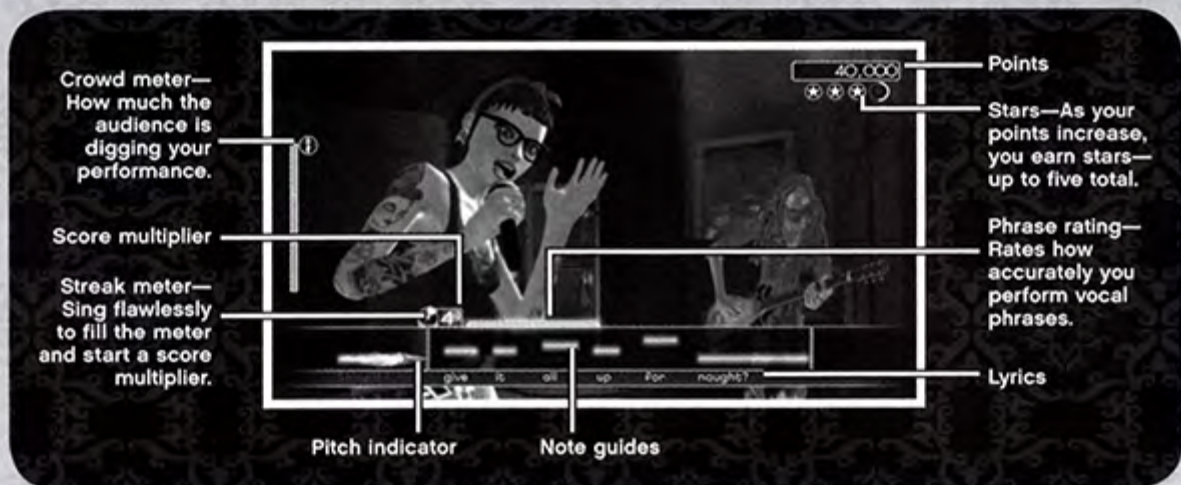 Crowd meter—
How much the
audience is
digging your
performance.
Score multiplier
Streak meter—
Sing flawlessly
to fill the meter
and start a score
multiplier.
40,000
4
give it all up for naught?
Points
Stars—As your
points increase,
you earn stars—
up to five total.
Phrase rating—
Rates how
accurately you
perform vocal
phrases.
Lyrics
Pitch indicator
Note guides